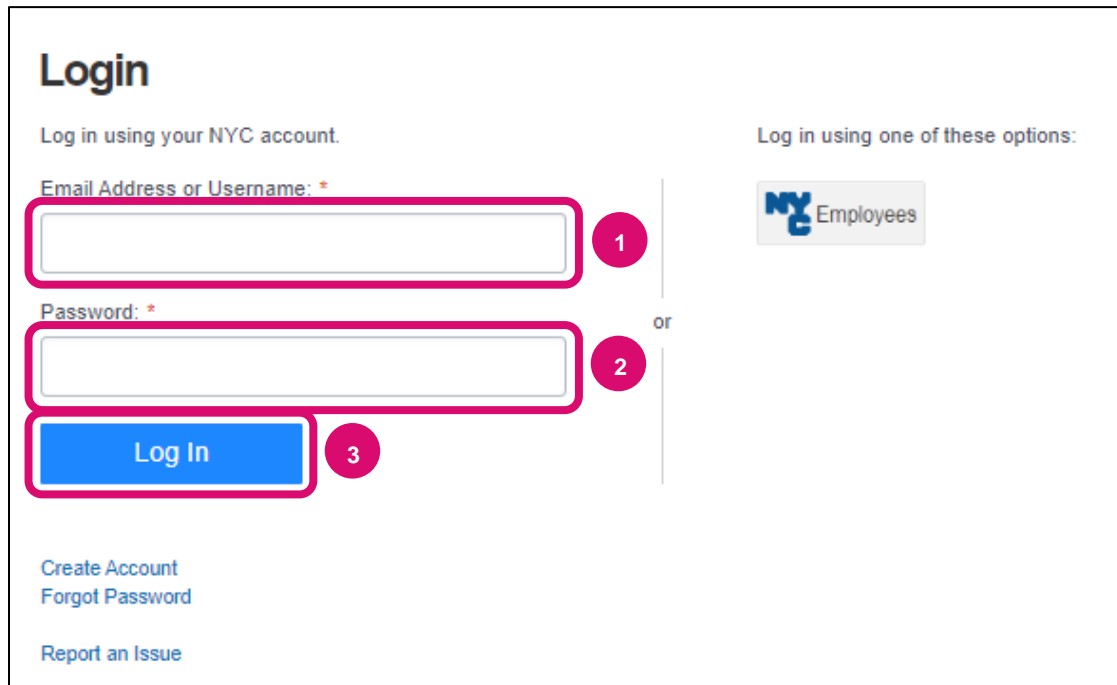 Login
Log in using your NYC account.
Email Address or Username: *
1
Password: *
2
Log In
3
or
Log in using one of these options:
NYC Employees
Create Account
Forgot Password
Report an Issue